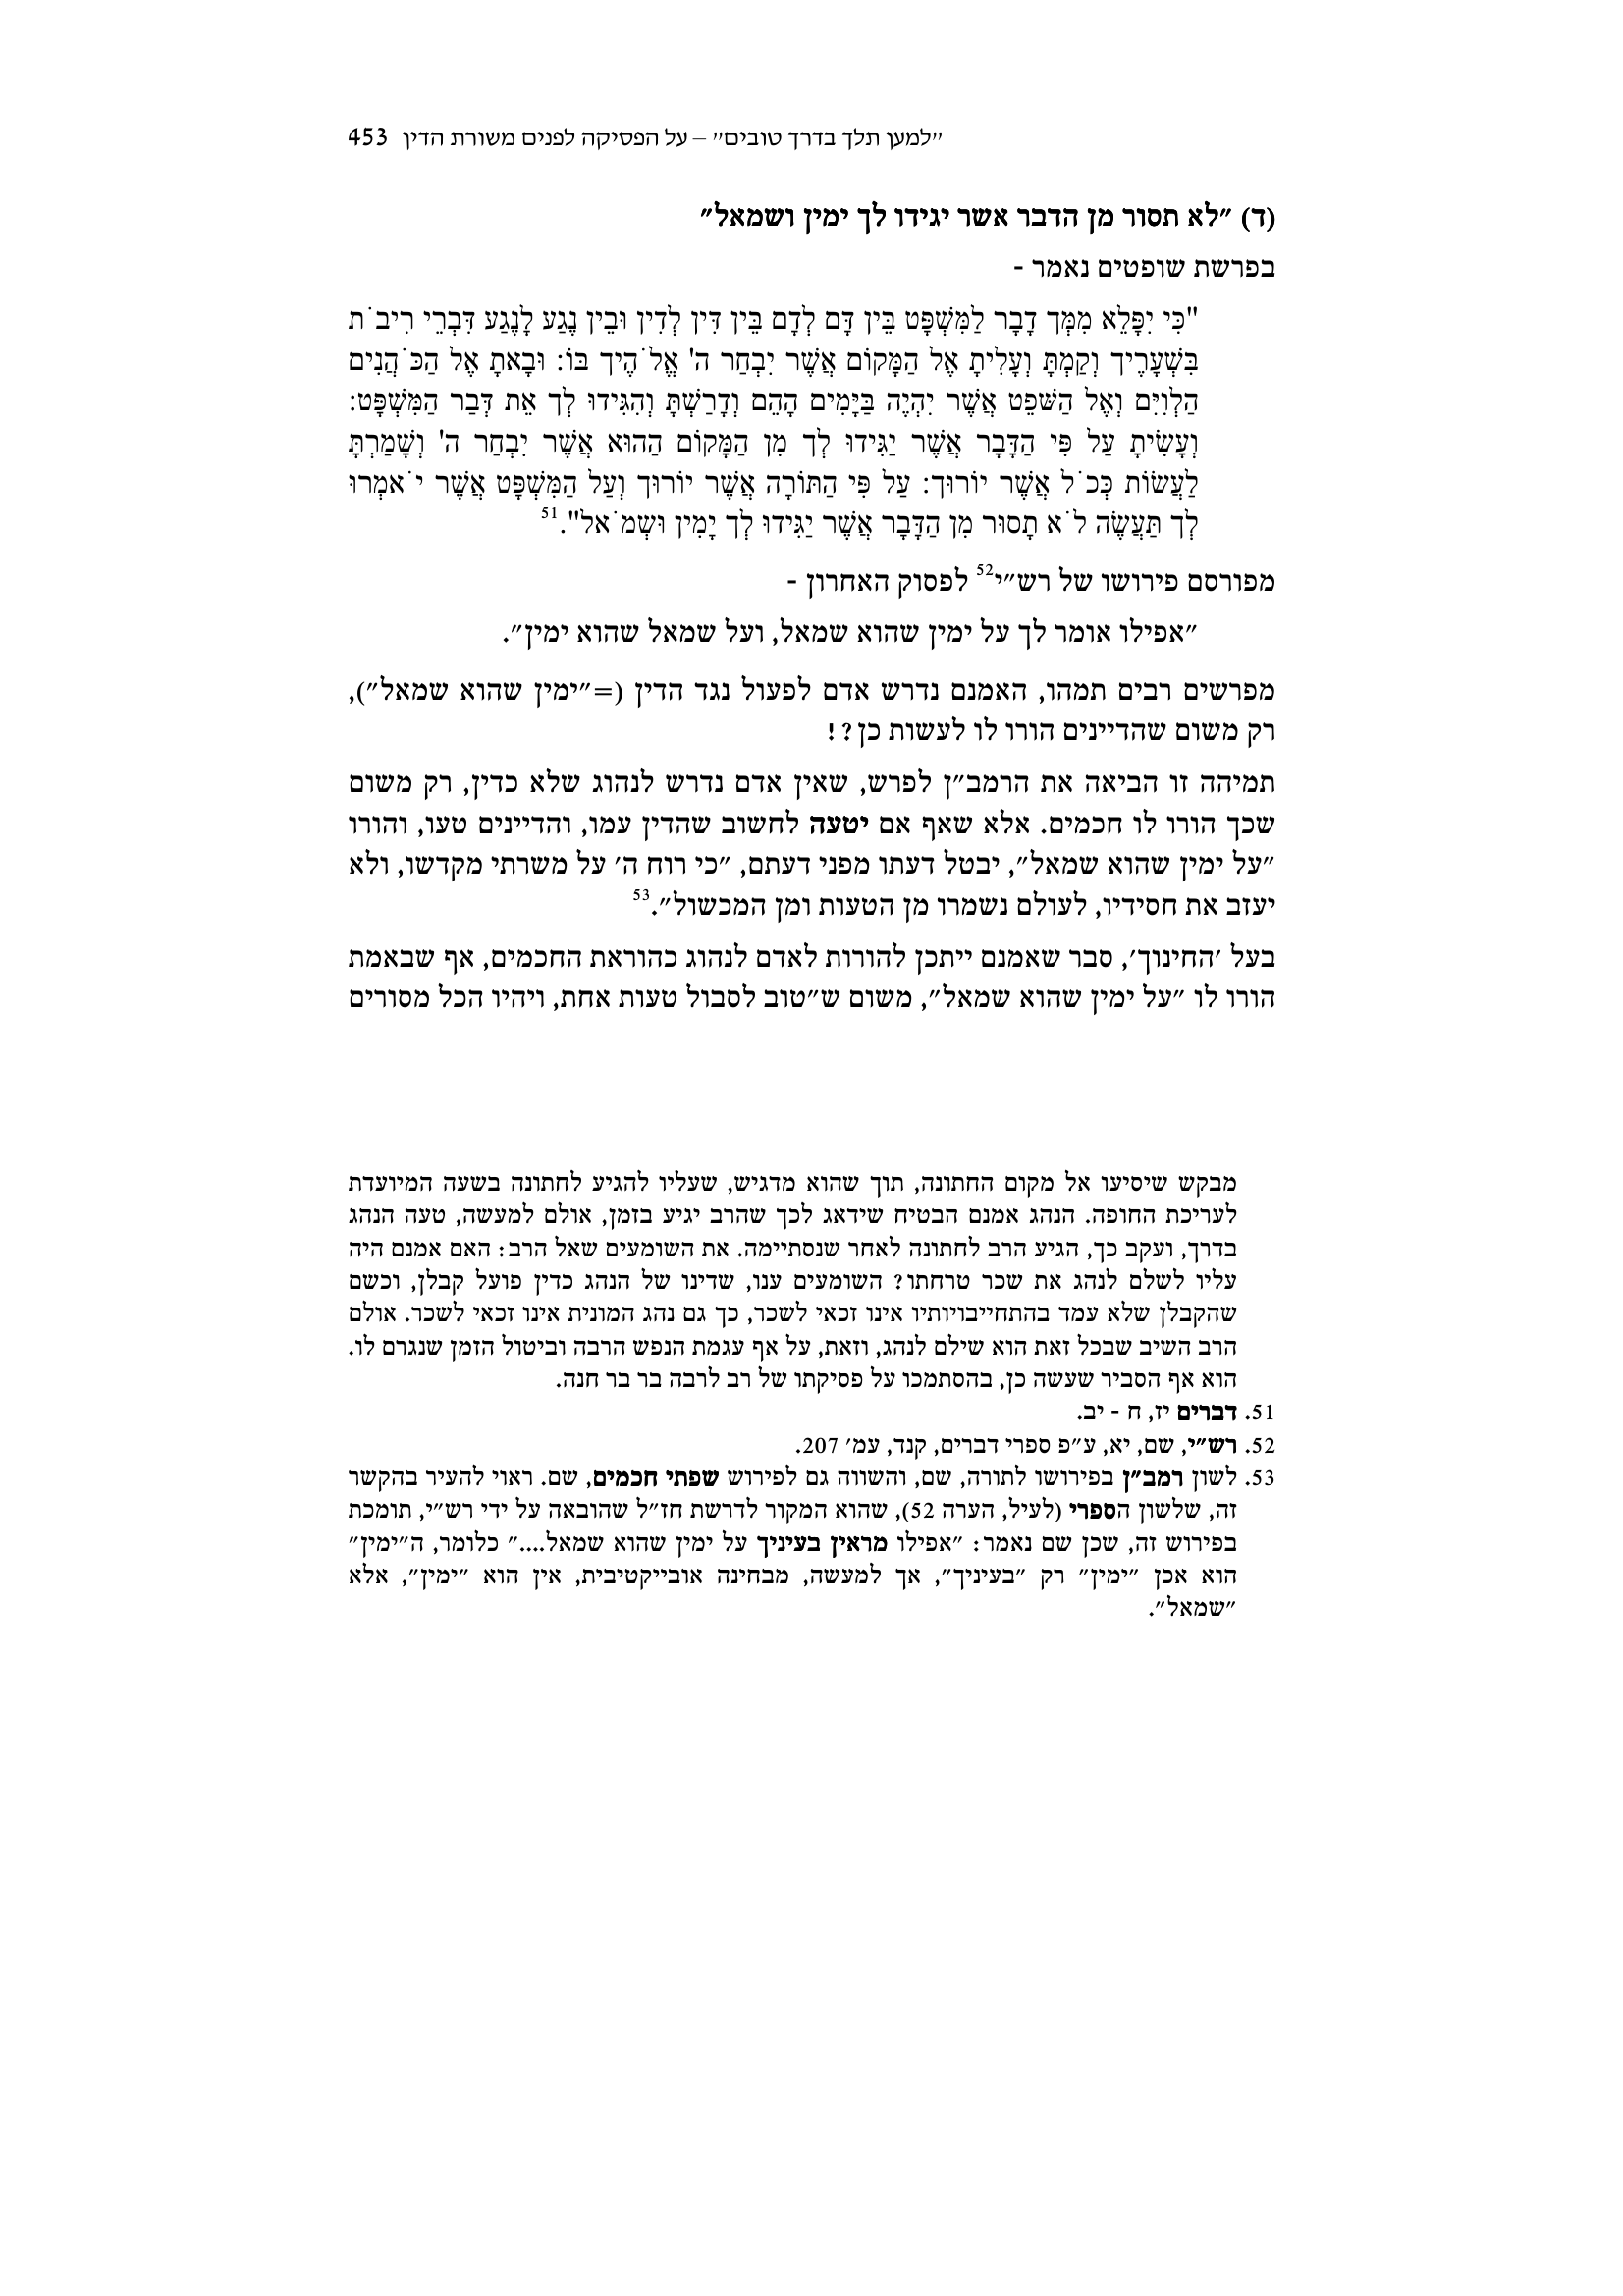 ״למען תלך בדרך טובים״ – על הפסיקה לפנים משורת הדין 453
(ד) ״לא תסור מן הדבר אשר יגידו לך ימין ושמאל״
בפרשת שופטים נאמר -
"כִּי יִפָּלֵא מִמְּך דָבָר לַמִּשְׁפָּט בֵּין דָּם לְדָם בֵּין דִּין לְדִין וּבֵין נֶגַע לָנֶגַע דִּבְרֵי רִיבֹת
בִּשְׁעָרֶיך וְקַמְתָּ וְעָלִיתָ אֶל הַמָּקוֹם אֲשֶׁר יִבְחַר ה' אֱלֹהֶיך בּוֹ: וּבָאתָ אֶל הַכֹּהֲנִים
הַלְוִיִּם וְאֶל הַשֹּׁפֵט אֲשֶׁר יִהְיֶה בַּיָּמִים הָהֵם וְדָרַשְׁתָּ וְהִגִּידוּ לְך אֵת דְּבַר הַמִּשְׁפָּט:
וְעָשִׂיתָ עַל פִּי הַדָּבָר אֲשֶׁר יַגִּידוּ לְך מִן הַמָּקוֹם הַהוּא אֲשֶׁר יִבְחַר ה' וְשָׁמַרְתָּ
לַעֲשׂוֹת כְּכֹל אֲשֶׁר יוֹרוּך: עַל פִּי הַתּוֹרָה אֲשֶׁר יוֹרוּך וְעַל הַמִּשְׁפָּט אֲשֶׁר יֹאמְרוּ
לְך תַּעֲשֶׂה לֹא תָסוּר מִן הַדָּבָר אֲשֶׁר יַגִּידוּ לְך יָמִין וּשְׂמֹאל".51
מפורסם פירושו של רש״י52 לפסוק האחרון -
״אפילו אומר לך על ימין שהוא שמאל, ועל שמאל שהוא ימין״.
מפרשים רבים תמהו, האמנם נדרש אדם לפעול נגד הדין (=״ימין שהוא שמאל״),
רק משום שהדיינים הורו לו לעשות כן?!
תמיהה זו הביאה את הרמב״ן לפרש, שאין אדם נדרש לנהוג שלא כדין, רק משום
שכך הורו לו חכמים. אלא שאף אם יטעה לחשוב שהדין עמו, והדיינים טעו, והורו
״על ימין שהוא שמאל״, יבטל דעתו מפני דעתם, ״כי רוח ה׳ על משרתי מקדשו, ולא
יעזב את חסידיו, לעולם נשמרו מן הטעות ומן המכשול״.53
בעל ׳החינוך׳, סבר שאמנם ייתכן להורות לאדם לנהוג כהוראת החכמים, אף שבאמת
הורו לו ״על ימין שהוא שמאל״, משום ש״טוב לסבול טעות אחת, ויהיו הכל מסורים
מבקש שיסיעו אל מקום החתונה, תוך שהוא מדגיש, שעליו להגיע לחתונה בשעה המיועדת
לעריכת החופה. הנהג אמנם הבטיח שידאג לכך שהרב יגיע בזמן, אולם למעשה, טעה הנהג
בדרך, ועקב כך, הגיע הרב לחתונה לאחר שנסתיימה. את השומעים שאל הרב: האם אמנם היה
עליו לשלם לנהג את שכר טרחתו? השומעים ענו, שדינו של הנהג כדין פועל קבלן, וכשם
שהקבלן שלא עמד בהתחייבויותיו אינו זכאי לשכר, כך גם נהג המונית אינו זכאי לשכר. אולם
הרב השיב שבכל זאת הוא שילם לנהג, וזאת, על אף עגמת הנפש הרבה וביטול הזמן שנגרם לו.
הוא אף הסביר שעשה כן, בהסתמכו על פסיקתו של רב לרבה בר בר חנה.
51. דברים יז, ח - יב.
52. רש״י, שם, יא, ע״פ ספרי דברים, קנד, עמ׳ 207.
53. לשון רמב״ן בפירושו לתורה, שם, והשווה גם לפירוש שפתי חכמים, שם. ראוי להעיר בהקשר
זה, שלשון הספרי (לעיל, הערה 52), שהוא המקור לדרשת חז״ל שהובאה על ידי רש״י, תומכת
בפירוש זה, שכן שם נאמר: ״אפילו מראין בעיניך על ימין שהוא שמאל....״ כלומר, ה״ימין״
הוא אכן ״ימין״ רק ״בעיניך״, אך למעשה, מבחינה אובייקטיבית, אין הוא ״ימין״, אלא
״שמאל״.